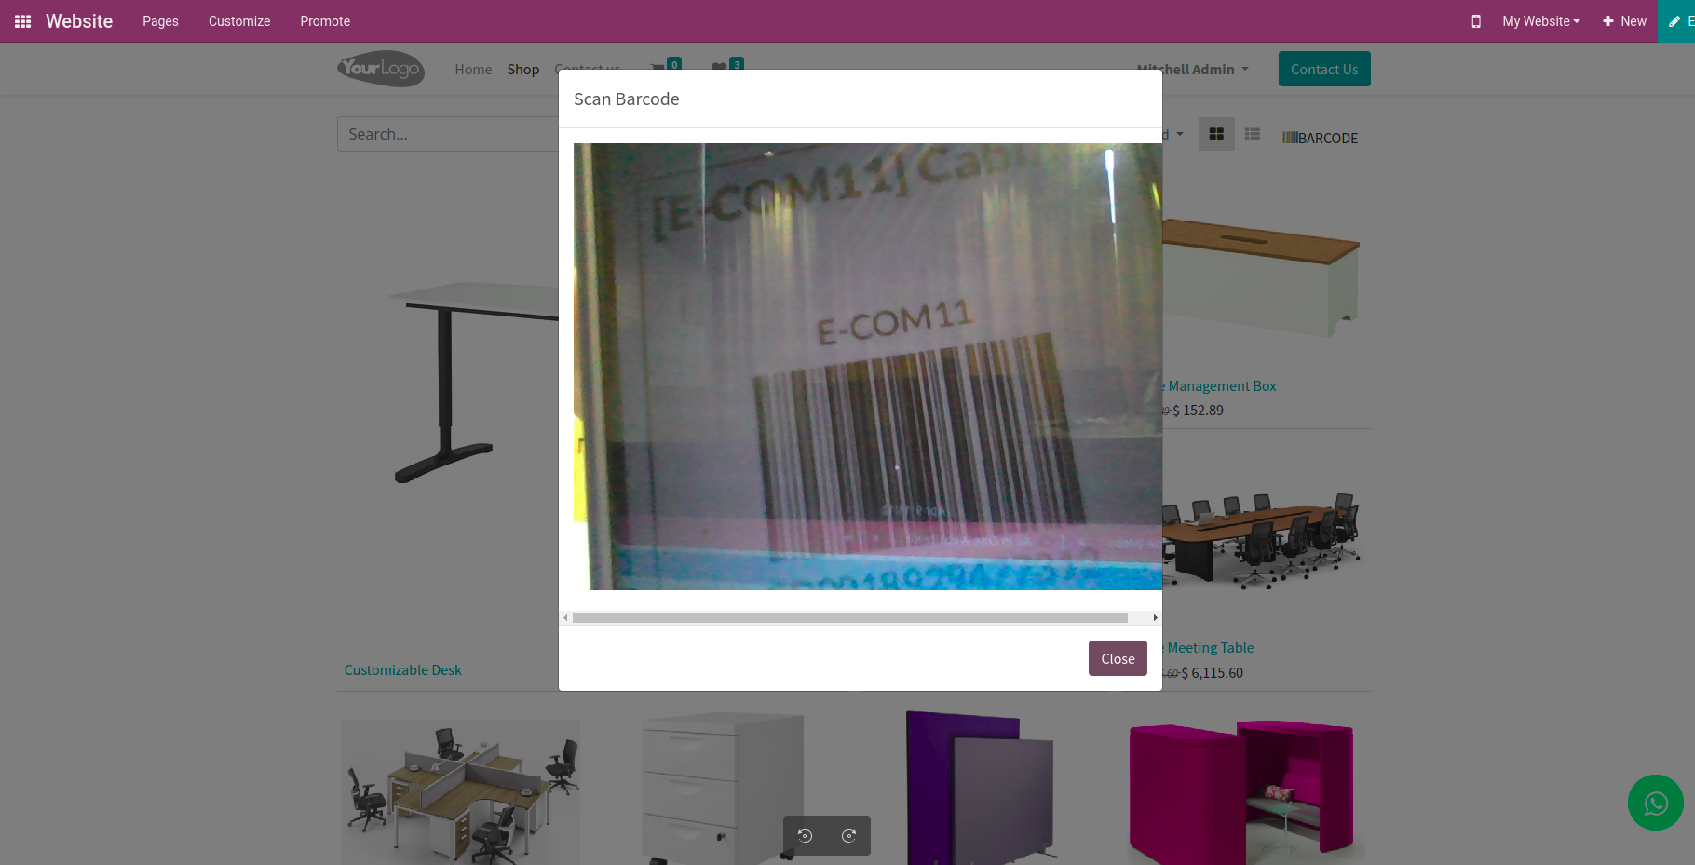 Website Pages Customize Promote My Website New
YourLogo Home Shop Contact us 0 3 Mitchell Admin Contact Us
Scan Barcode
Search...
BARCODE
[E-COM11]
E-COM11
Management Box
$ 152.89
Meeting Table
$ 6,115.60
Close
Customizable Desk